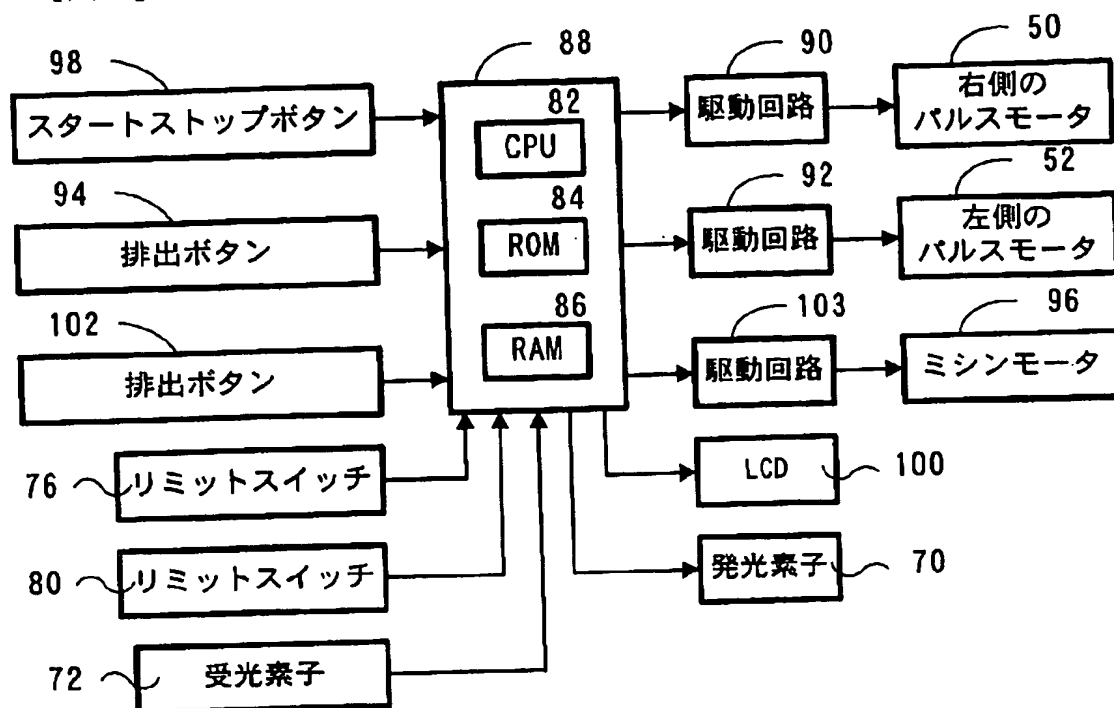 98
スタートストップボタン
94
排出ボタン
102
排出ボタン
76
リミットスイッチ
80
リミットスイッチ
72
受光素子
88
82
CPU
84
ROM
86
RAM
90
駆動回路
92
駆動回路
103
駆動回路
LCD
100
発光素子
70
50
右側の
パルスモータ
52
左側の
パルスモータ
96
ミシンモータ